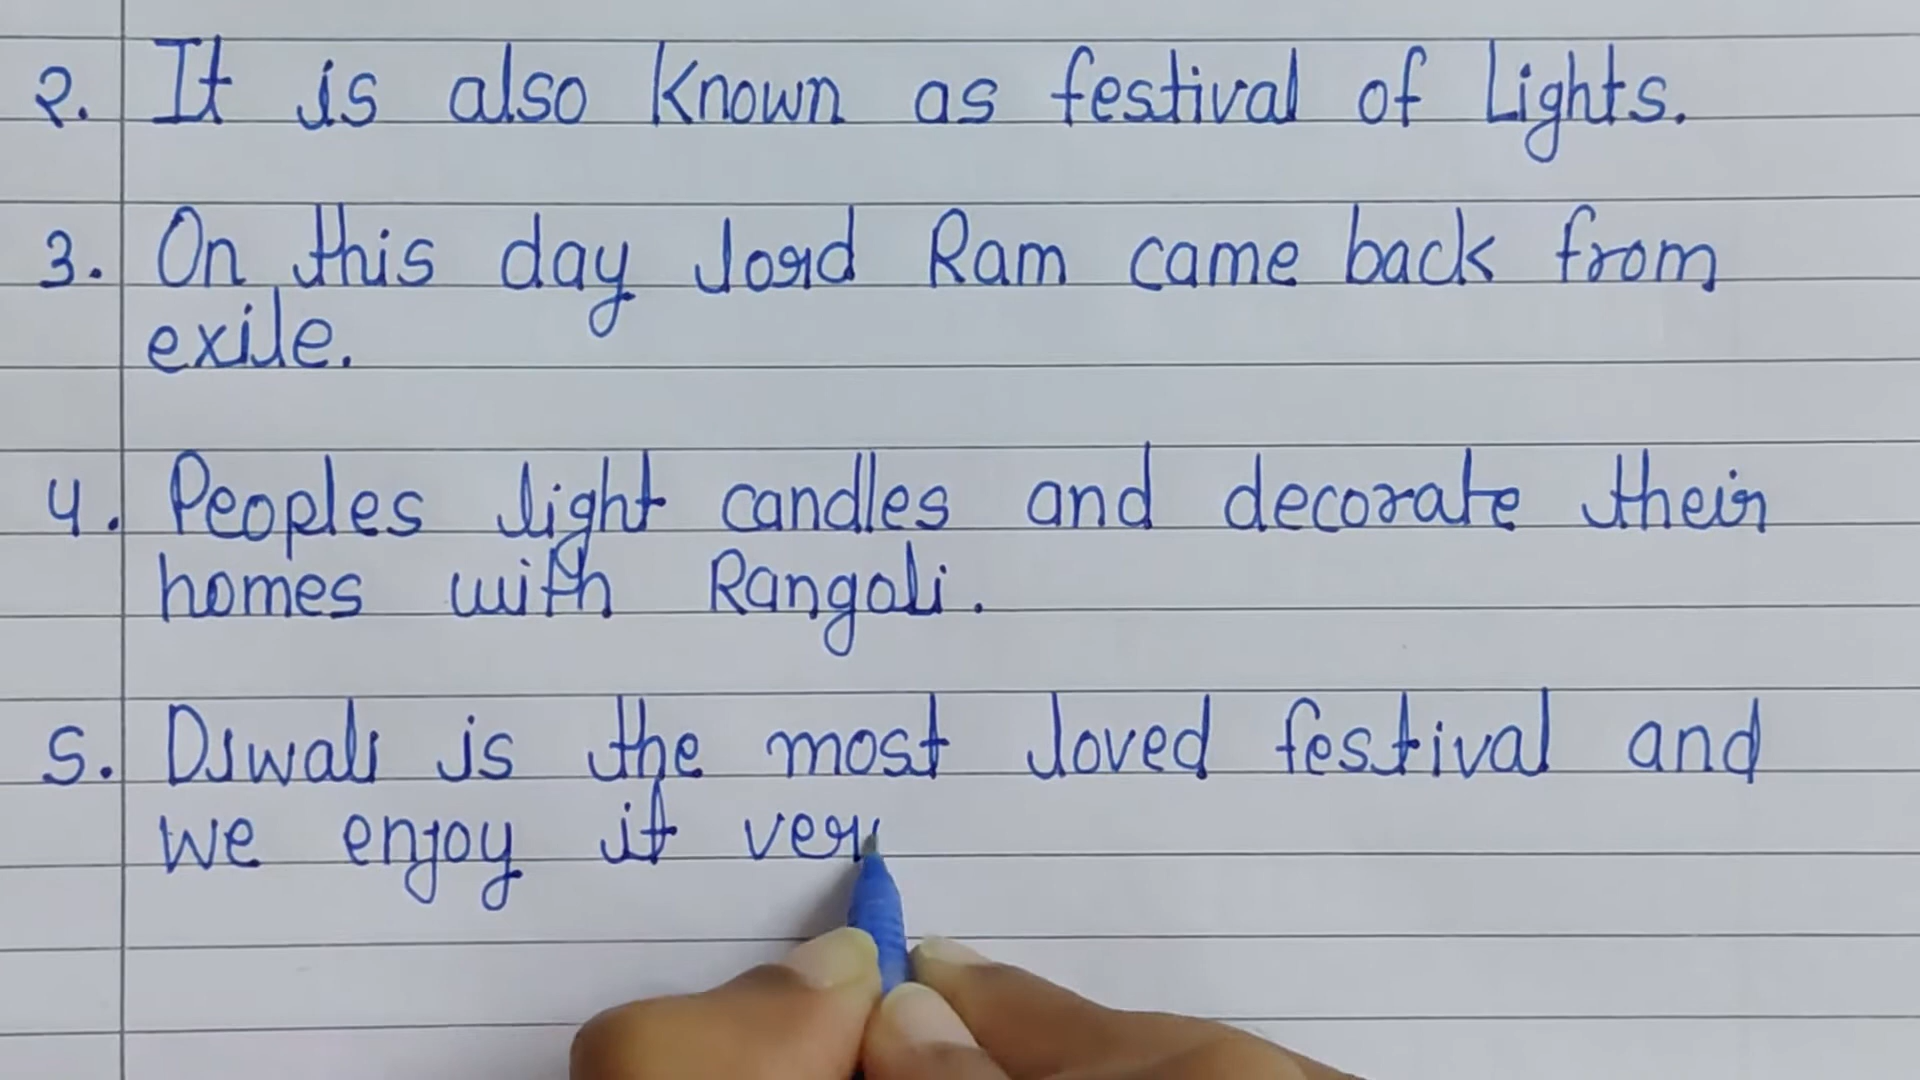 2. It is also known as festival of Lights.
3. On this day lord Ram came back from
exile.
4. Peoples light candles and decorate their
homes with Rangoli.
5. Diwali is the most loved festival and
we enjoy it very